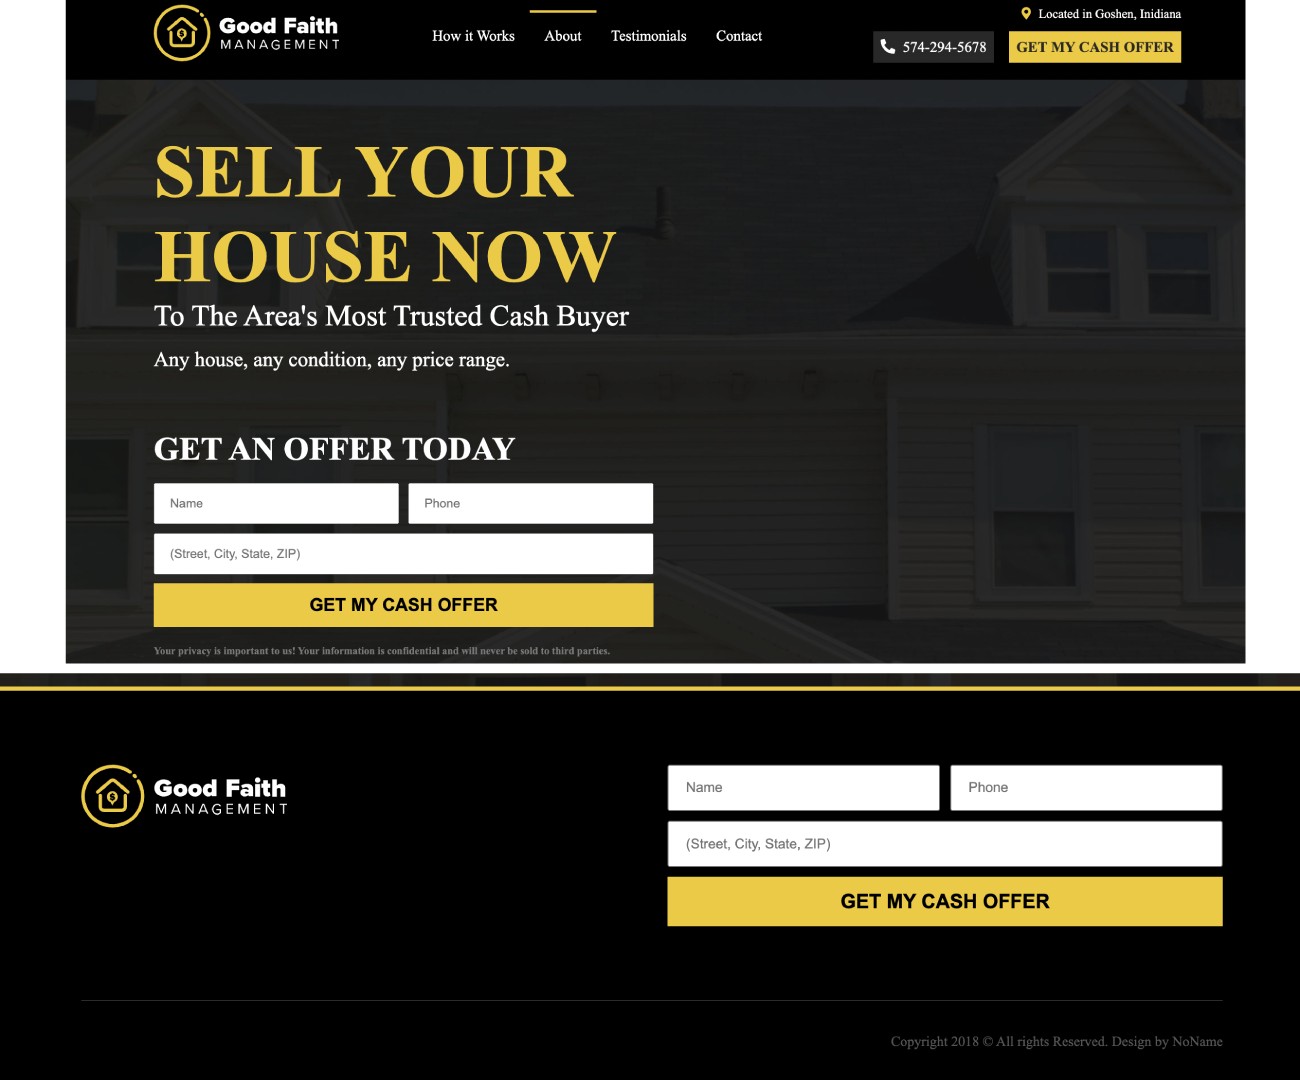 Good Faith
MANAGEMENT
How it Works
About
Testimonials
Contact
Located in Goshen, Inidiana
574-294-5678
GET MY CASH OFFER
SELL YOUR
HOUSE NOW
To The Area's Most Trusted Cash Buyer
Any house, any condition, any price range.
GET AN OFFER TODAY
Name
Phone
(Street, City, State, ZIP)
GET MY CASH OFFER
Your privacy is important to us! Your information is confidential and will never be sold to third parties.
Good Faith
MANAGEMENT
Name
Phone
(Street, City, State, ZIP)
GET MY CASH OFFER
Copyright 2018 © All rights Reserved. Design by NoName